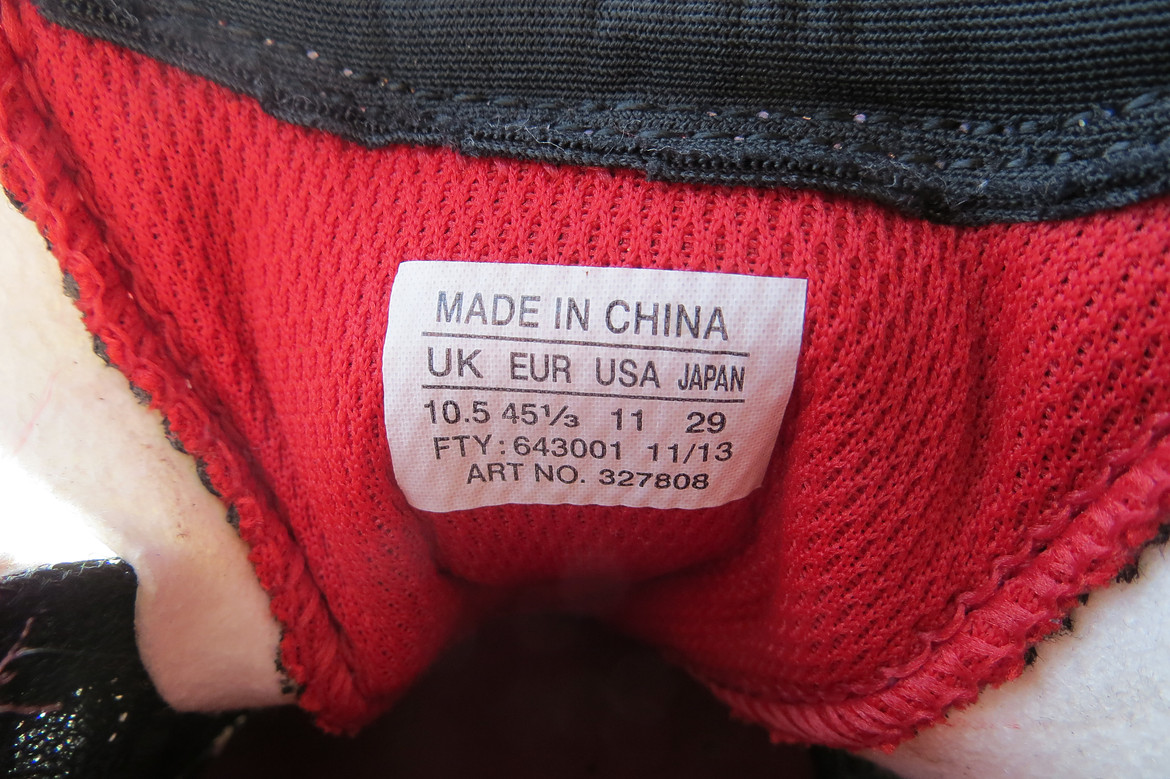 MADE IN CHINA
UK EUR USA JAPAN
10.5 45⅓ 11 29
FTY: 643001 11/13
ART NO. 327808